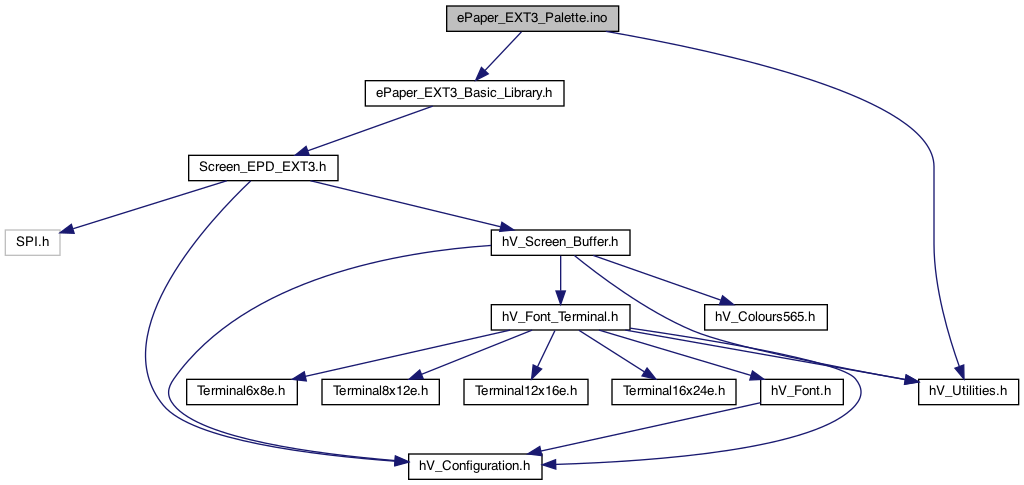 ePaper_EXT3_Palette.ino
ePaper_EXT3_Basic_Library.h
Screen_EPD_EXT3.h
SPI.h
hV_Screen_Buffer.h
hV_Font_Terminal.h
hV_Colours565.h
Terminal6x8e.h
Terminal8x12e.h
Terminal12x16e.h
Terminal16x24e.h
hV_Font.h
hV_Utilities.h
hV_Configuration.h